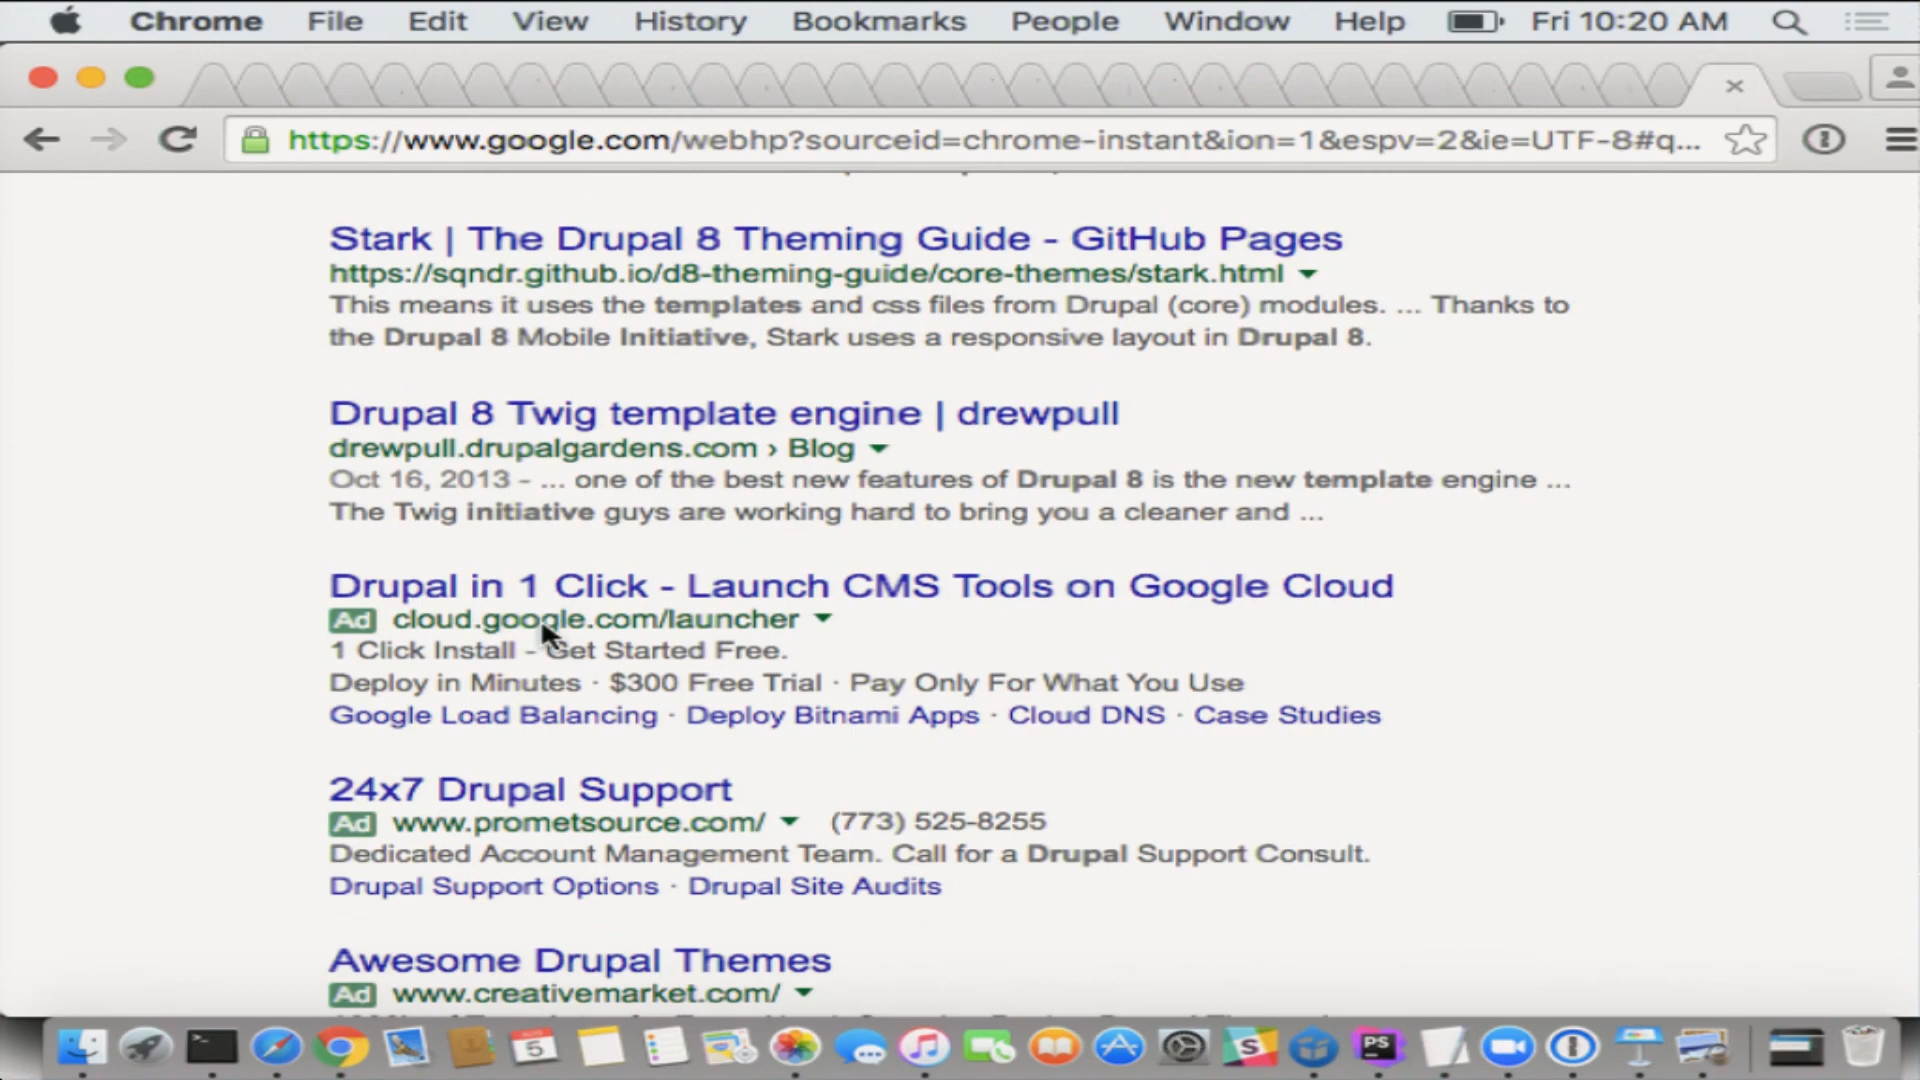 Chrome File Edit View History Bookmarks People Window Help Fri 10:20 AM
https://www.google.com/webhp?sourceid=chrome-instant&ion=1&espv=2&ie=UTF-8#q...
Stark | The Drupal 8 Theming Guide - GitHub Pages
https://sqndr.github.io/d8-theming-guide/core-themes/stark.html
This means it uses the templates and css files from Drupal (core) modules. ... Thanks to
the Drupal 8 Mobile Initiative, Stark uses a responsive layout in Drupal 8.
Drupal 8 Twig template engine | drewpull
drewpull.drupalgardens.com › Blog
Oct 16, 2013 - ... one of the best new features of Drupal 8 is the new template engine ...
The Twig initiative guys are working hard to bring you a cleaner and ...
Drupal in 1 Click - Launch CMS Tools on Google Cloud
Ad cloud.google.com/launcher
1 Click Install - Get Started Free.
Deploy in Minutes · $300 Free Trial · Pay Only For What You Use
Google Load Balancing · Deploy Bitnami Apps · Cloud DNS · Case Studies
24x7 Drupal Support
Ad www.prometsource.com/ (773) 525-8255
Dedicated Account Management Team. Call for a Drupal Support Consult.
Drupal Support Options · Drupal Site Audits
Awesome Drupal Themes
Ad www.creativemarket.com/
5
PS